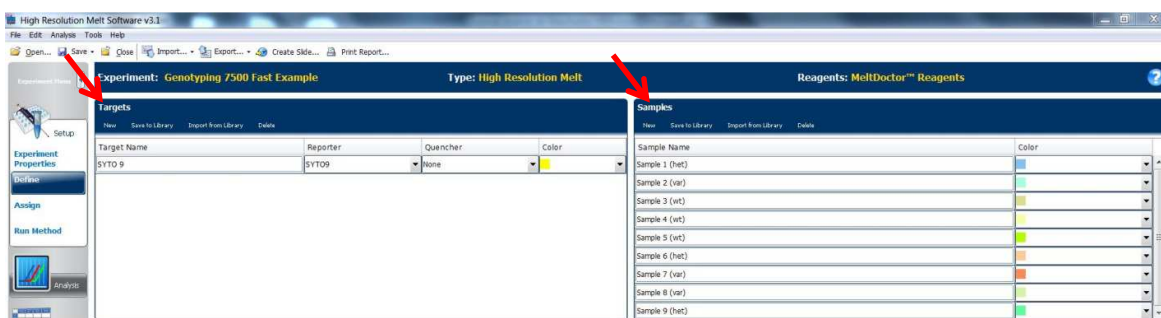 High Resolution Melt Software v3.1
File Edit Analysis Tools Help
Open... Save Close Import... Export... Create Slide... Print Report...
Experiment: Genotyping 7500 Fast Example Type: High Resolution Melt Reagents: MeltDoctor™ Reagents
Setup
Experiment Properties
Define
Assign
Run Method
Analysis
Targets
New Save to Library Import from Library Delete
Target Name Reporter Quencher Color
SYTO 9 SYTO9 None
Samples
New Save to Library Import from Library Delete
Sample Name Color
Sample 1 (het)
Sample 2 (var)
Sample 3 (wt)
Sample 4 (wt)
Sample 5 (wt)
Sample 6 (het)
Sample 7 (var)
Sample 8 (var)
Sample 9 (het)